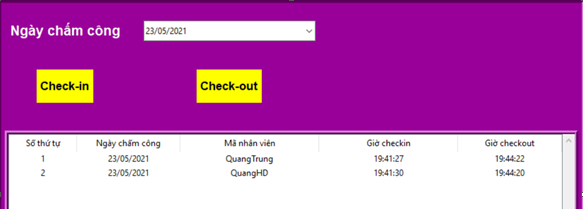 Ngày chấm công 23/05/2021
Check-in Check-out
Số thứ tự Ngày chấm công Mã nhân viên Giờ checkin Giờ checkout
1 23/05/2021 QuangTrung 19:41:27 19:44:22
2 23/05/2021 QuangHD 19:41:30 19:44:20